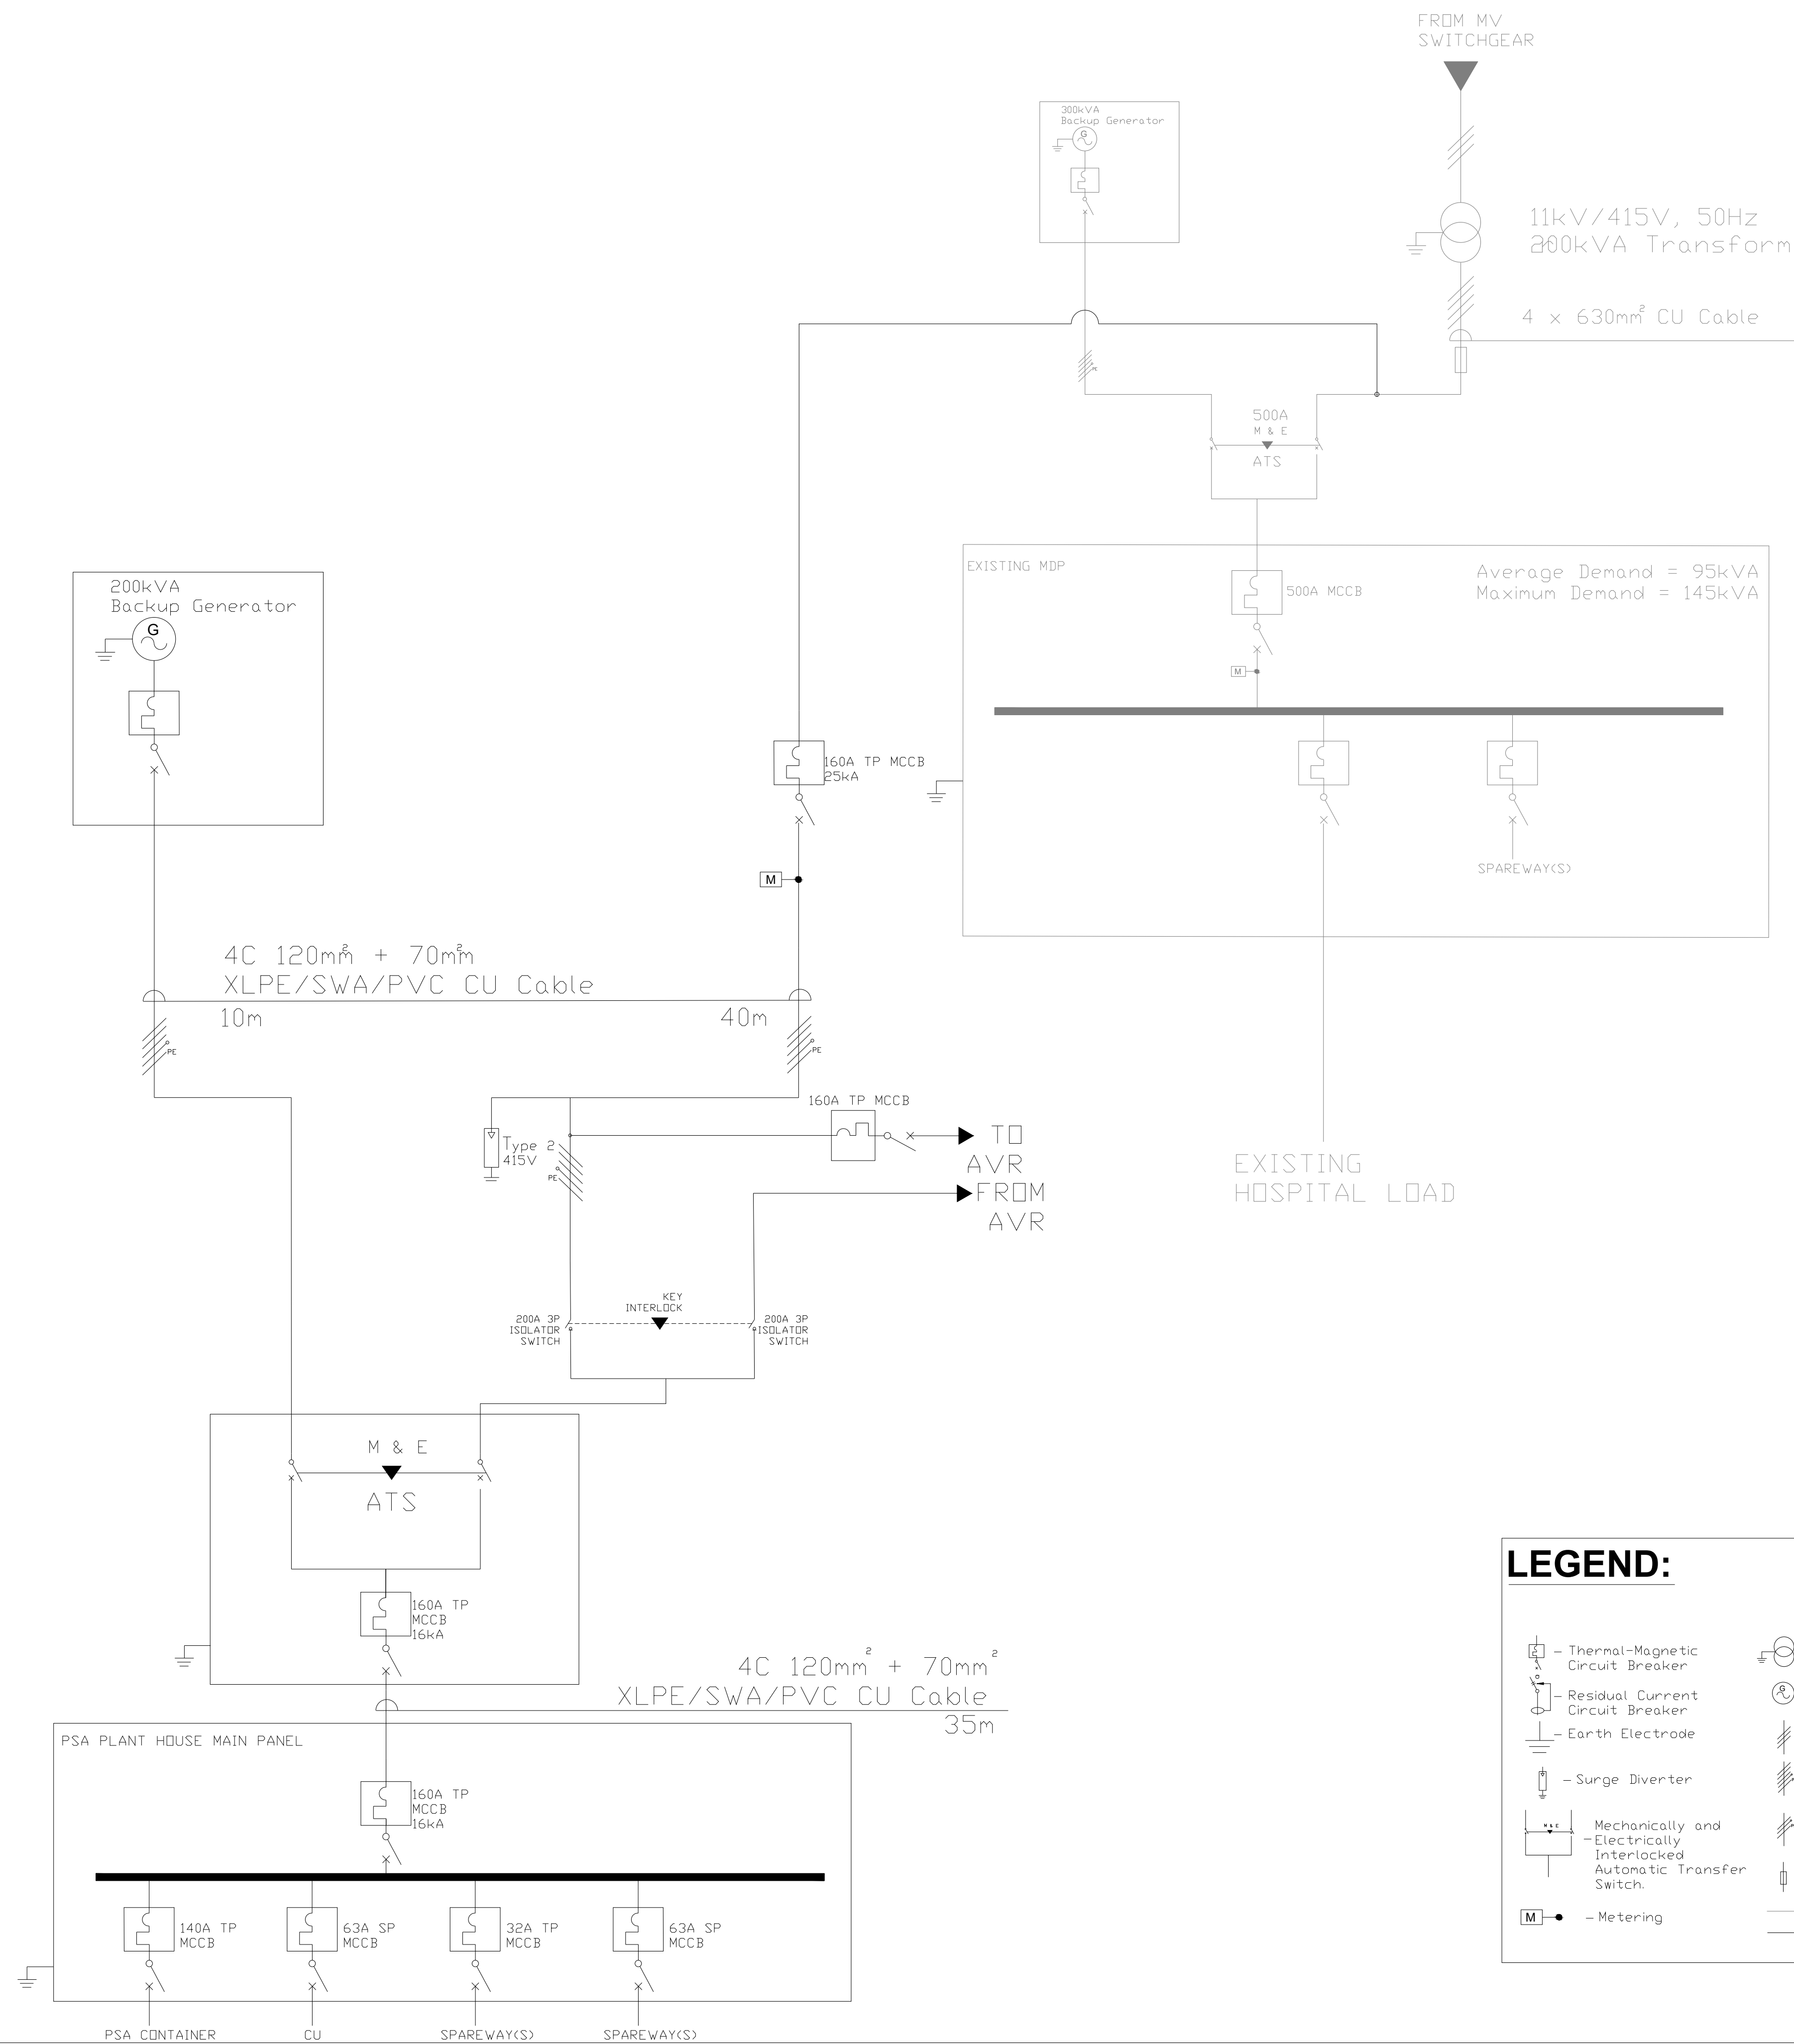 FROM MV
SWITCHGEAR
300kVA
Backup Generator
G
11kV/415V, 50Hz
200kVA Transform
4 x 630mm² CU Cable
PE
500A
M & E
ATS
EXISTING MDP
Average Demand = 95kVA
Maximum Demand = 145kVA
500A MCCB
M
SPAREWAY(S)
EXISTING
HOSPITAL LOAD
200kVA
Backup Generator
G
160A TP MCCB
25kA
M
4C 120mm² + 70mm²
XLPE/SWA/PVC CU Cable
10m
40m
PE
PE
160A TP MCCB
Type 2
415V
PE
TO
AVR
FROM
AVR
KEY
INTERLOCK
200A 3P
ISOLATOR
SWITCH
200A 3P
ISOLATOR
SWITCH
M & E
ATS
160A TP
MCCB
16kA
4C 120mm² + 70mm²
XLPE/SWA/PVC CU Cable
35m
PSA PLANT HOUSE MAIN PANEL
160A TP
MCCB
16kA
140A TP
MCCB
63A SP
MCCB
32A TP
MCCB
63A SP
MCCB
PSA CONTAINER
CU
SPAREWAY(S)
SPAREWAY(S)
LEGEND:
- Thermal-Magnetic
Circuit Breaker
- Residual Current
Circuit Breaker
- Earth Electrode
- Surge Diverter
M & E
Mechanically and
- Electrically
Interlocked
Automatic Transfer
Switch.
M
- Metering
G